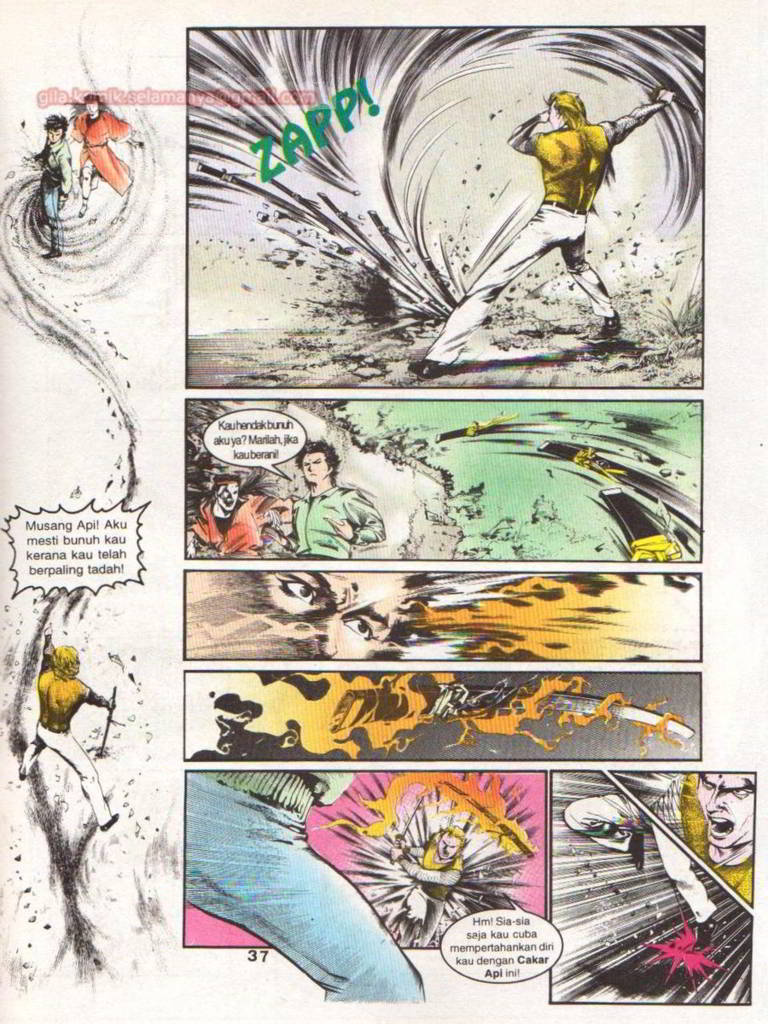 gila.komik.selamanya@gmail.com
ZAPP!
Kau hendak bunuh
aku ya? Marilah, jika
kau berani!
Musang Api! Aku
mesti bunuh kau
kerana kau telah
berpaling tadah!
Hm! Sia-sia
saja kau cuba
mempertahankan diri
kau dengan Cakar
Api ini!
37